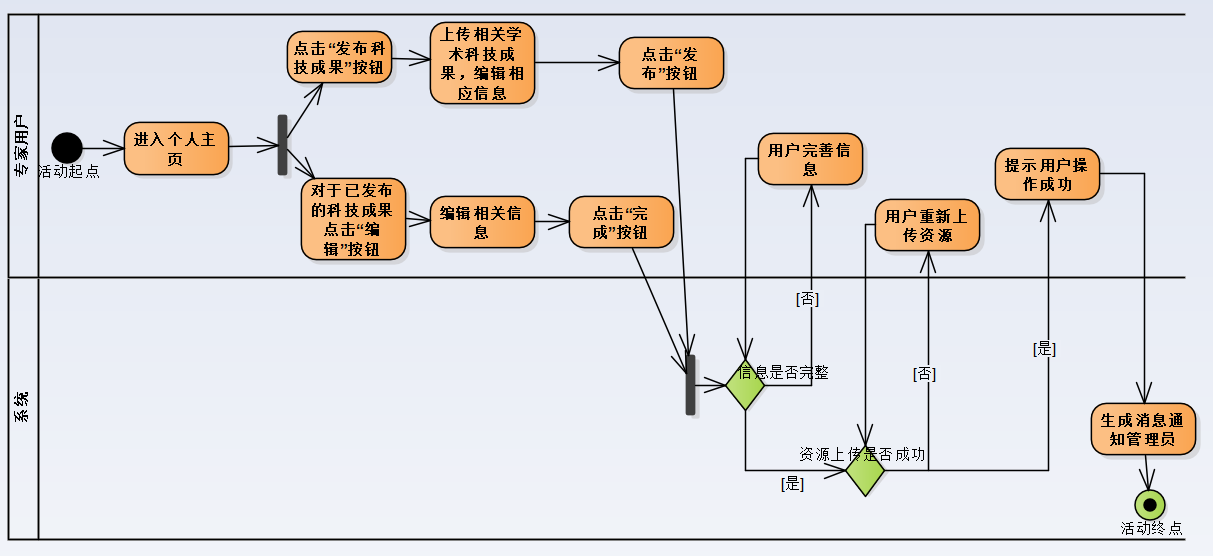 专家用户
活动起点
进入个人主
页
点击“发布科
技成果”按钮
上传相关学
术科技成
果，编辑相
应信息
点击“发
布”按钮
对于已发布
的科技成果
点击“编
辑”按钮
编辑相关信
息
点击“完
成”按钮
用户完善信
息
用户重新上
传资源
提示用户操
作成功
系统
[否]
信息是否完整
[是]
[否]
资源上传是否成功
[是]
生成消息通
知管理员
活动终点